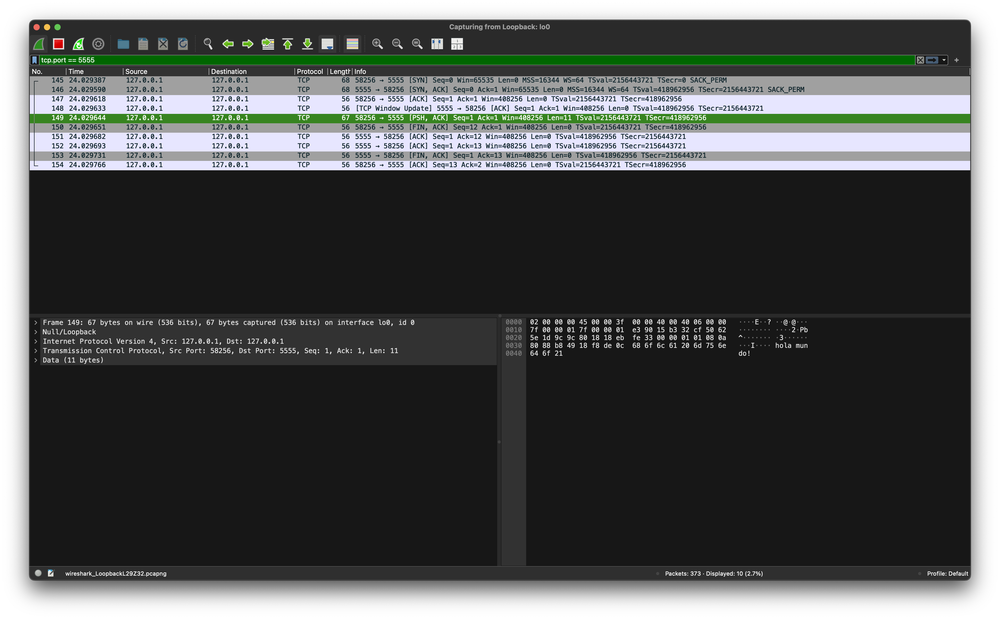 Capturing from Loopback: lo0
tcp.port == 5555
No. Time Source Destination Protocol Length Info
145 24.029387 127.0.0.1 127.0.0.1 TCP 68 58256 → 5555 [SYN] Seq=0 Win=65535 Len=0 MSS=16344 WS=64 TSval=2156443721 TSecr=0 SACK_PERM
146 24.029590 127.0.0.1 127.0.0.1 TCP 68 5555 → 58256 [SYN, ACK] Seq=0 Ack=1 Win=65535 Len=0 MSS=16344 WS=64 TSval=418962956 TSecr=2156443721 SACK_PERM
147 24.029618 127.0.0.1 127.0.0.1 TCP 56 58256 → 5555 [ACK] Seq=1 Ack=1 Win=408256 Len=0 TSval=2156443721 TSecr=418962956
148 24.029633 127.0.0.1 127.0.0.1 TCP 56 [TCP Window Update] 5555 → 58256 [ACK] Seq=1 Ack=1 Win=408256 Len=0 TSval=418962956 TSecr=2156443721
149 24.029644 127.0.0.1 127.0.0.1 TCP 67 58256 → 5555 [PSH, ACK] Seq=1 Ack=1 Win=408256 Len=11 TSval=2156443721 TSecr=418962956
150 24.029651 127.0.0.1 127.0.0.1 TCP 56 58256 → 5555 [FIN, ACK] Seq=12 Ack=1 Win=408256 Len=0 TSval=2156443721 TSecr=418962956
151 24.029682 127.0.0.1 127.0.0.1 TCP 56 5555 → 58256 [ACK] Seq=1 Ack=12 Win=408256 Len=0 TSval=418962956 TSecr=2156443721
152 24.029693 127.0.0.1 127.0.0.1 TCP 56 5555 → 58256 [ACK] Seq=1 Ack=13 Win=408256 Len=0 TSval=418962956 TSecr=2156443721
153 24.029731 127.0.0.1 127.0.0.1 TCP 56 5555 → 58256 [FIN, ACK] Seq=1 Ack=13 Win=408256 Len=0 TSval=418962956 TSecr=2156443721
154 24.029766 127.0.0.1 127.0.0.1 TCP 56 58256 → 5555 [ACK] Seq=13 Ack=2 Win=408256 Len=0 TSval=2156443721 TSecr=418962956
Frame 149: 67 bytes on wire (536 bits), 67 bytes captured (536 bits) on interface lo0, id 0
Null/Loopback
Internet Protocol Version 4, Src: 127.0.0.1, Dst: 127.0.0.1
Transmission Control Protocol, Src Port: 58256, Dst Port: 5555, Seq: 1, Ack: 1, Len: 11
Data (11 bytes)
0000 02 00 00 00 45 00 00 3f 00 00 40 00 40 06 00 00 ····E··? ··@·@···
0010 7f 00 00 01 7f 00 00 01 e3 90 15 b3 32 cf 50 62 ········ ····2·Pb
0020 5e 1d 9c 9c 80 18 18 eb fe 33 00 00 01 01 08 0a ^······· ·3······
0030 80 88 b8 49 18 f8 de 0c 68 6f 6c 61 20 6d 75 6e ···I···· hola mun
0040 64 6f 21 do!
wireshark_LoopbackL29Z32.pcapng
Packets: 373 · Displayed: 10 (2.7%)
Profile: Default